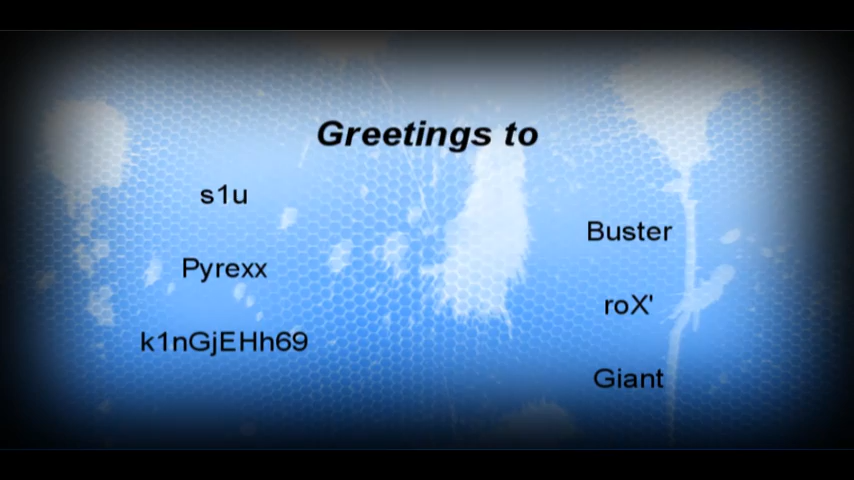 Greetings to
s1u
Buster
Pyrexx
roX'
k1nGjEHh69
Giant